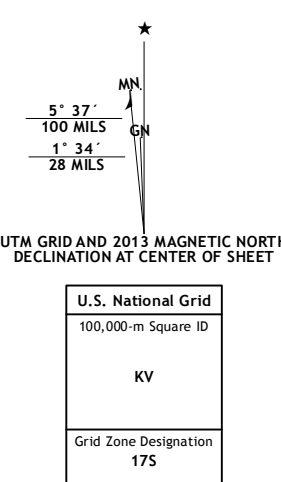 ★
MN.
5° 37´
100 MILS
GN
1° 34´
28 MILS
UTM GRID AND 2013 MAGNETIC NORTH
DECLINATION AT CENTER OF SHEET
U.S. National Grid
100,000-m Square ID
KV
Grid Zone Designation
17S